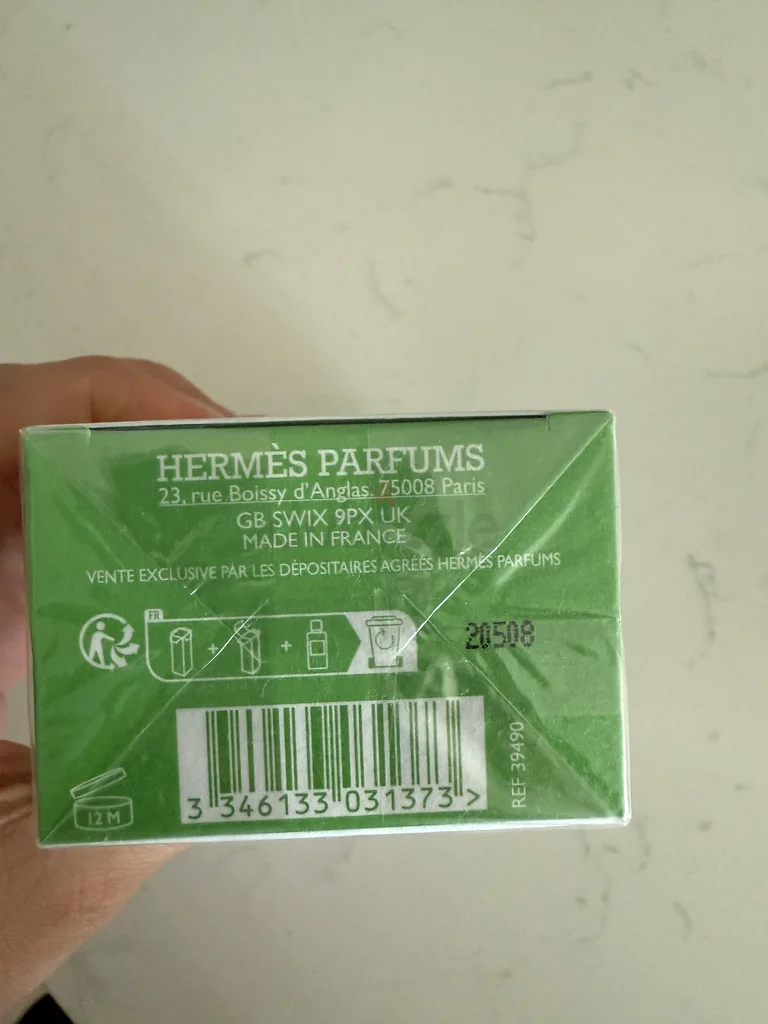 HERMÈS PARFUMS
23, rue Boissy d'Anglas, 75008 Paris
GB SWIX 9PX UK
MADE IN FRANCE
VENTE EXCLUSIVE PAR LES DÉPOSITAIRES AGRÉÉS HERMÈS PARFUMS
FR
+ +
20508
REF 39490
12 M
3 346133 031373 >